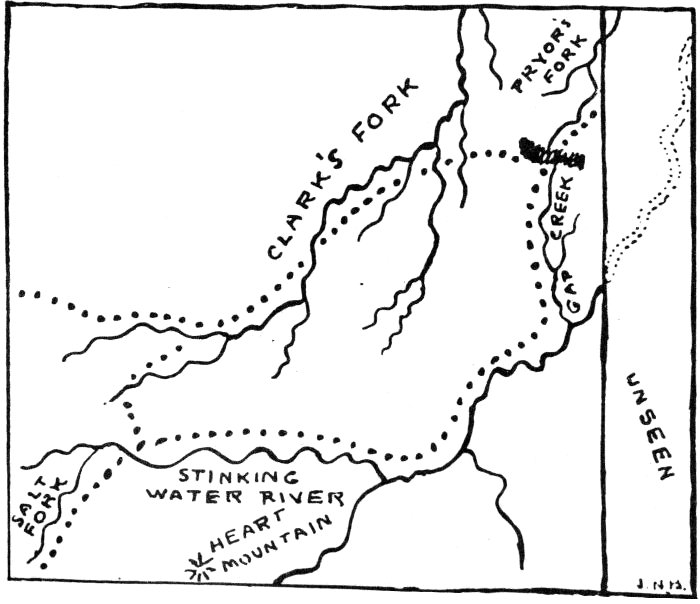 PRYOR'S
FORK
CLARK'S FORK
CREEK
GAP
UNSEEN
STINKING
WATER RIVER
SALT
FORK
HEART
MOUNTAIN